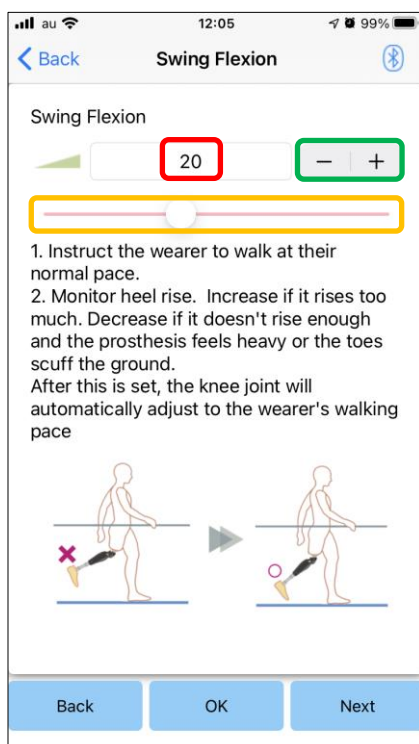 au 12:05 99%
Back Swing Flexion
Swing Flexion
20 − +
1. Instruct the wearer to walk at their
normal pace.
2. Monitor heel rise. Increase if it rises too
much. Decrease if it doesn't rise enough
and the prosthesis feels heavy or the toes
scuff the ground.
After this is set, the knee joint will
automatically adjust to the wearer's walking
pace
Back OK Next